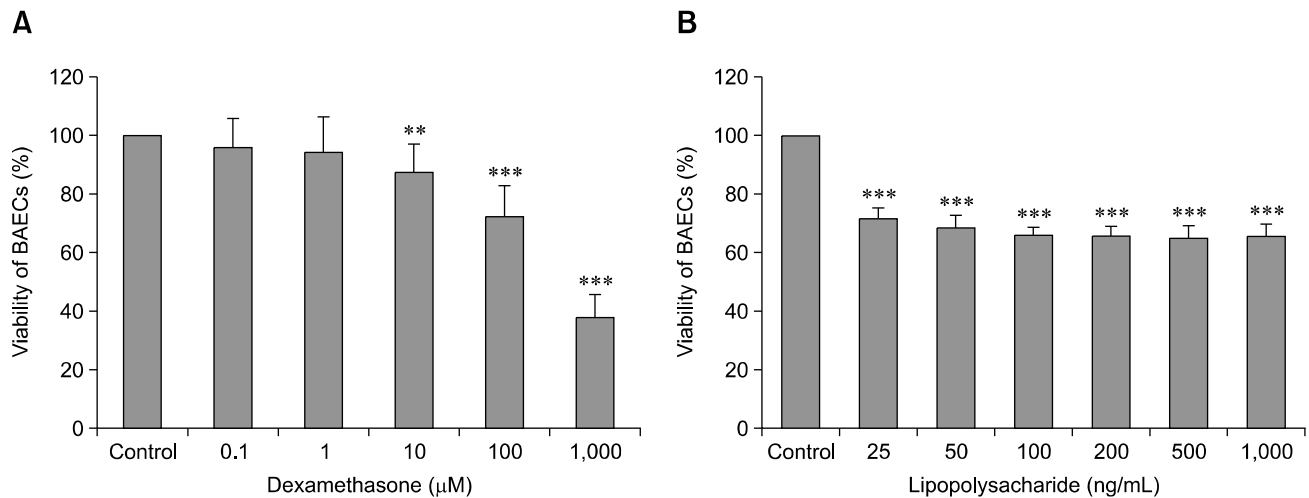 A
Viability of BAECs (%)
120
100
80
60
40
20
0
**
***
***
Control 0.1 1 10 100 1,000
Dexamethasone (μM)
B
Viability of BAECs (%)
120
100
80
60
40
20
0
*** *** *** *** *** ***
Control 25 50 100 200 500 1,000
Lipopolysacharide (ng/mL)